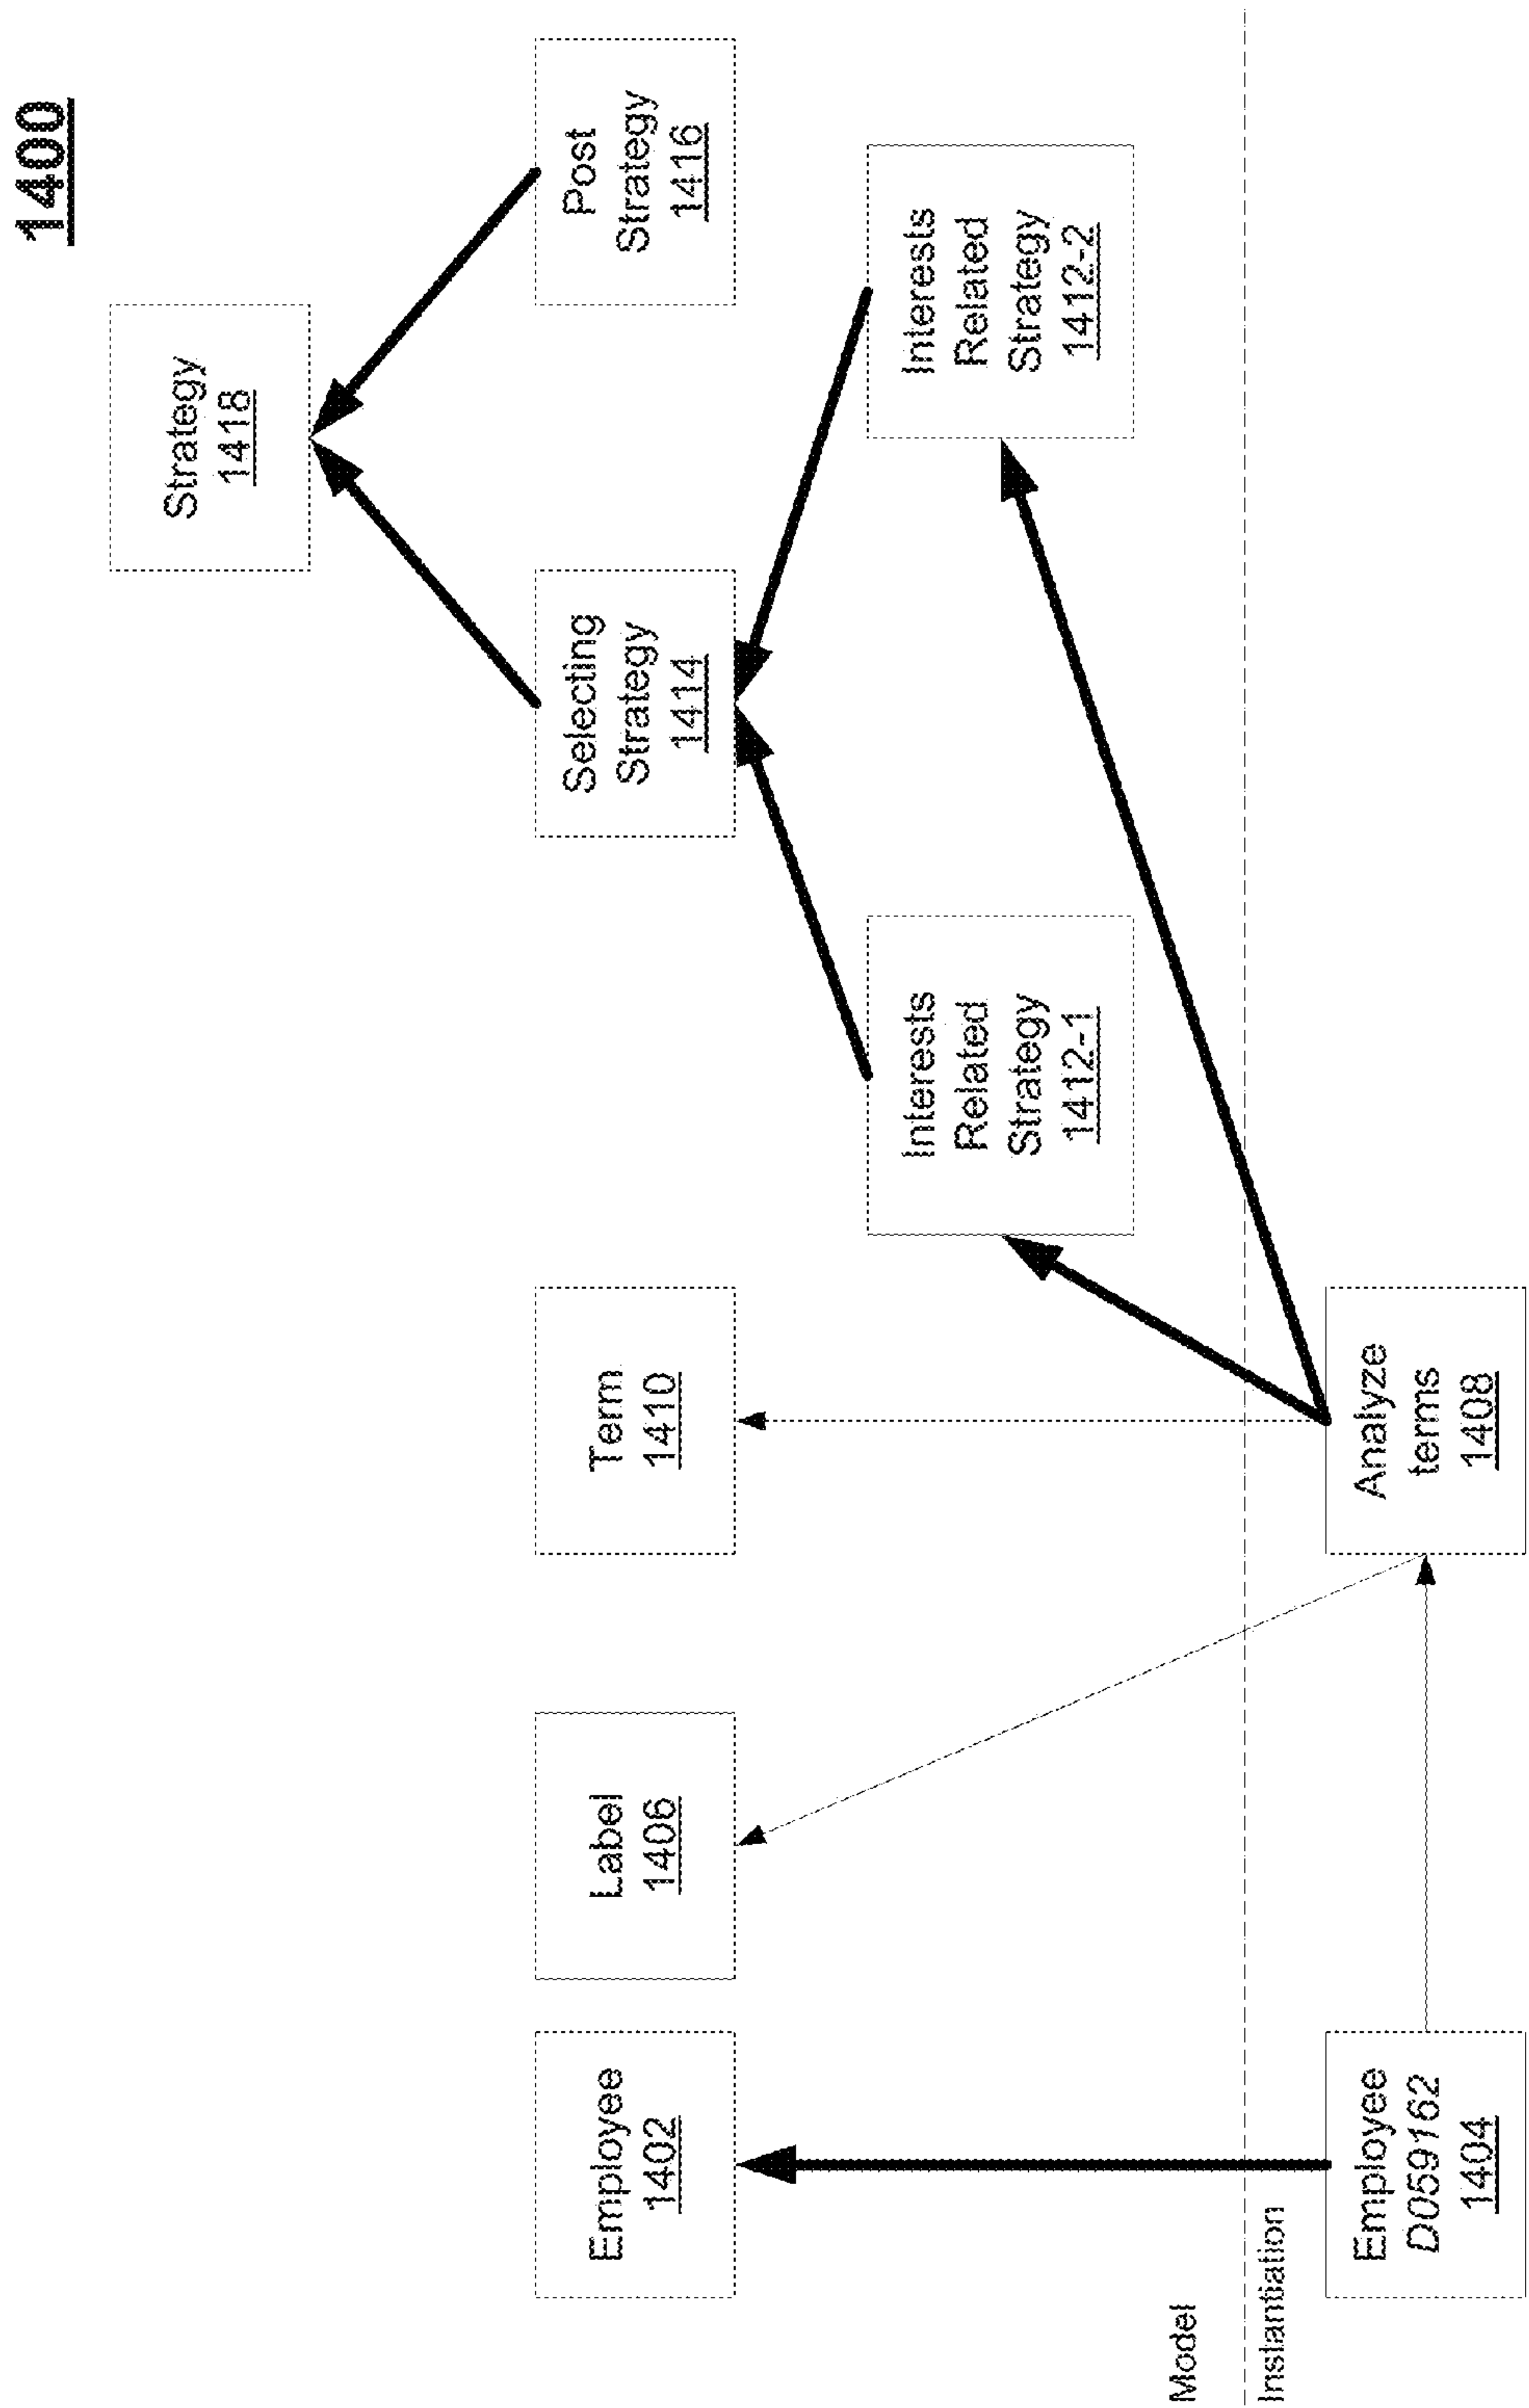 1400
Strategy
1418
Employee
1402
Label
1406
Term
1410
Selecting
Strategy
1414
Post
Strategy
1416
Interests
Related
Strategy
1412-1
Interests
Related
Strategy
1412-2
Model
Instantiation
Employee
D059162
1404
Analyze
terms
1408